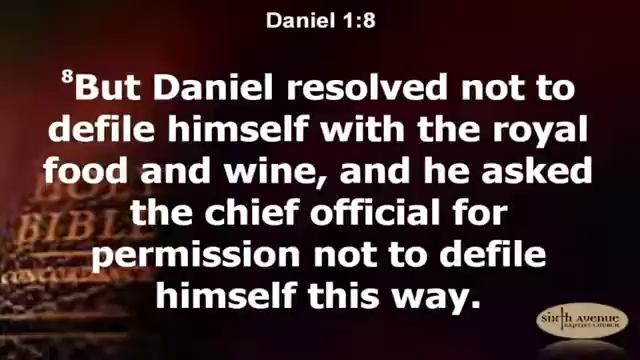 Daniel 1:8
⁸But Daniel resolved not to
defile himself with the royal
food and wine, and he asked
the chief official for
permission not to defile
himself this way.
HOLY
BIBLE
sixth avenue
BAPTIST CHURCH